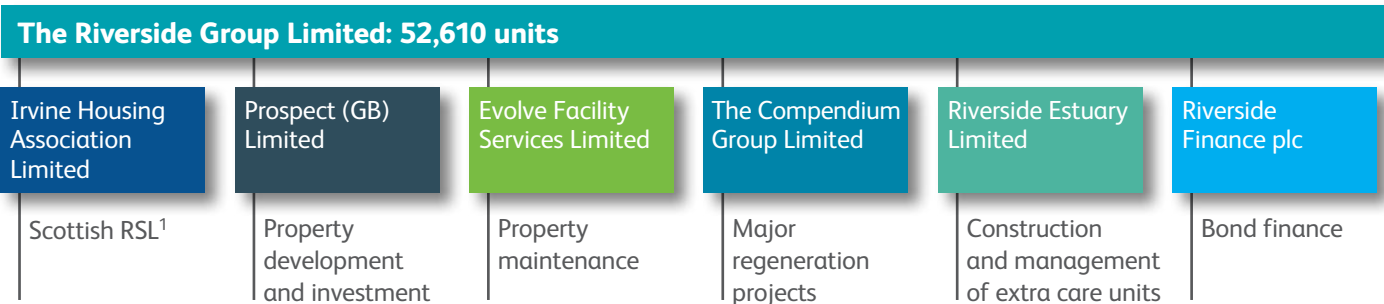 The Riverside Group Limited: 52,610 units
Irvine Housing
Association
Limited
Prospect (GB)
Limited
Evolve Facility
Services Limited
The Compendium
Group Limited
Riverside Estuary
Limited
Riverside
Finance plc
Scottish RSL¹
Property
development
and investment
Property
maintenance
Major
regeneration
projects
Construction
and management
of extra care units
Bond finance